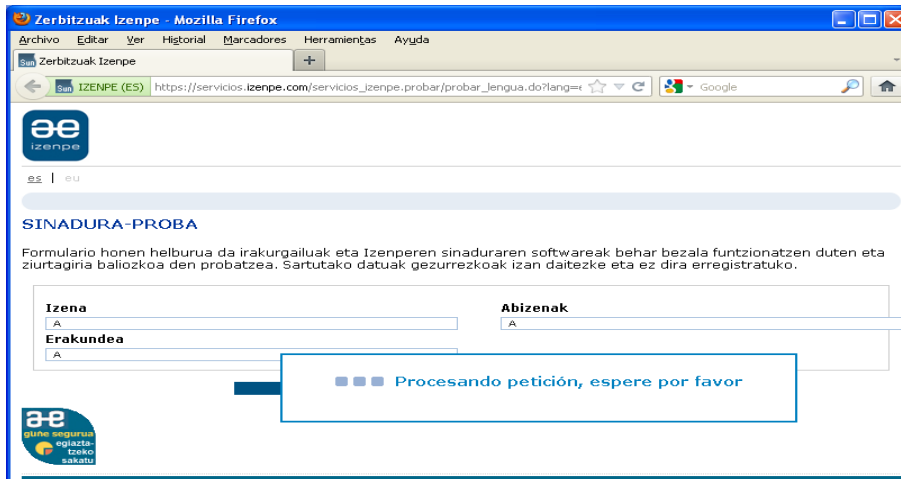 Zerbitzuak Izenpe - Mozilla Firefox
Archivo Editar Ver Historial Marcadores Herramientas Ayuda
Sun Zerbitzuak Izenpe +
Sun IZENPE (ES) https://servicios.izenpe.com/servicios_izenpe.probar/probar_lengua.do?lang=e Google
izenpe
es | eu
SINADURA-PROBA
Formulario honen helburua da irakurgailuak eta Izenperen sinaduraren softwareak behar bezala funtzionatzen duten eta
ziurtagiria baliozkoa den probatzea. Sartutako datuak gezurrezkoak izan daitezke eta ez dira erregistratuko.
Izena Abizenak
A A
Erakundea
A
Procesando petición, espere por favor
gune segurua
egiazta-
tzeko
sakatu